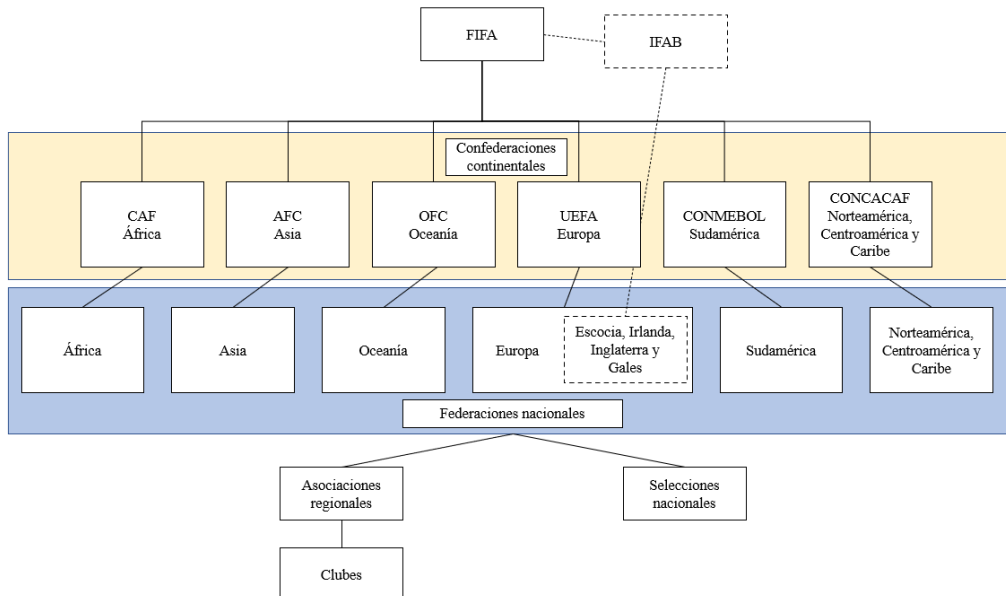 FIFA
IFAB
Confederaciones
continentales
CAF
África
AFC
Asia
OFC
Oceanía
UEFA
Europa
CONMEBOL
Sudamérica
CONCACAF
Norteamérica,
Centroamérica y
Caribe
África
Asia
Oceanía
Europa
Escocia, Irlanda,
Inglaterra y
Gales
Sudamérica
Norteamérica,
Centroamérica y
Caribe
Federaciones nacionales
Asociaciones
regionales
Selecciones
nacionales
Clubes